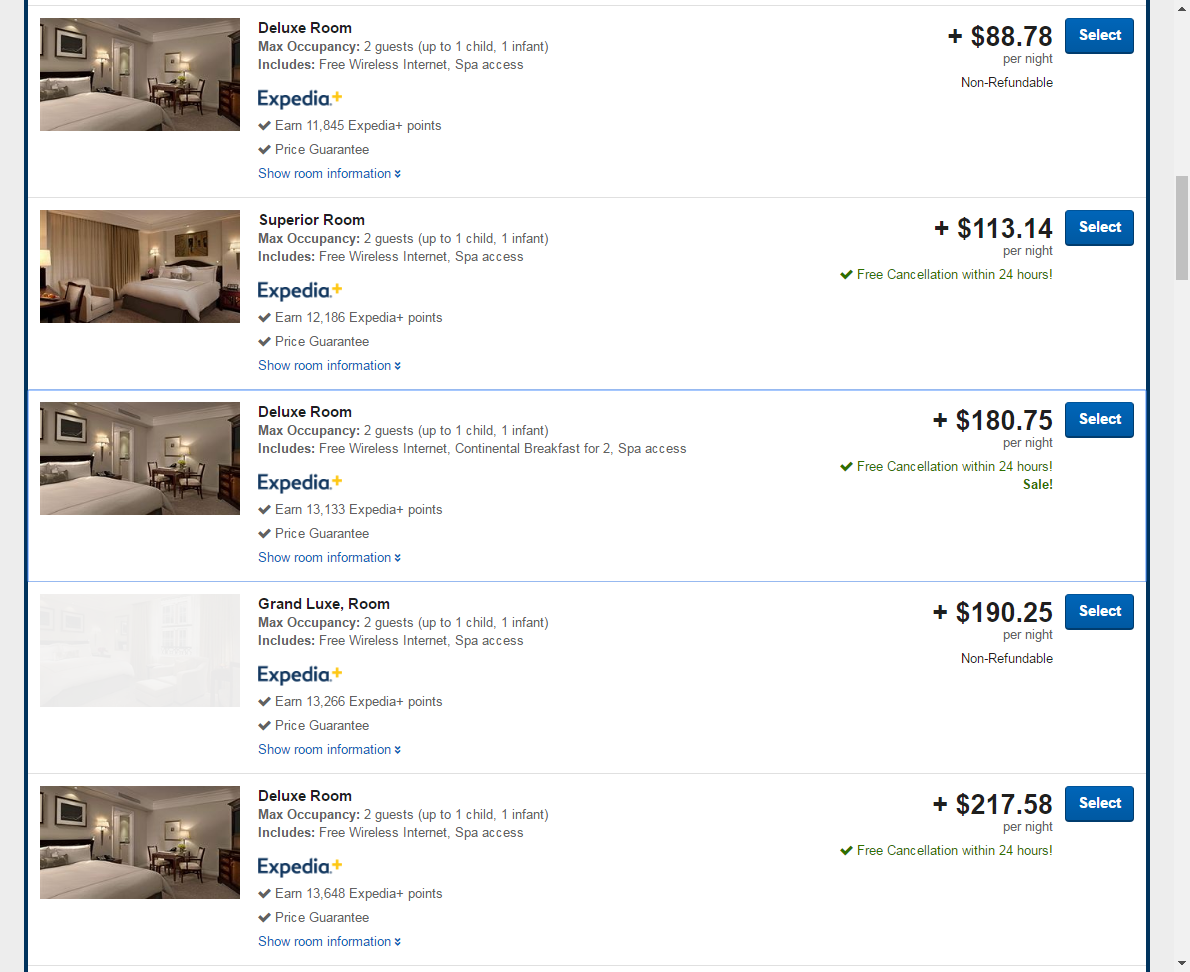 Deluxe Room
Max Occupancy: 2 guests (up to 1 child, 1 infant)
Includes: Free Wireless Internet, Spa access
Expedia+
Earn 11,845 Expedia+ points
Price Guarantee
Show room information
+ $88.78
per night
Non-Refundable
Select
Superior Room
Max Occupancy: 2 guests (up to 1 child, 1 infant)
Includes: Free Wireless Internet, Spa access
Expedia+
Earn 12,186 Expedia+ points
Price Guarantee
Show room information
+ $113.14
per night
Free Cancellation within 24 hours!
Select
Deluxe Room
Max Occupancy: 2 guests (up to 1 child, 1 infant)
Includes: Free Wireless Internet, Continental Breakfast for 2, Spa access
Expedia+
Earn 13,133 Expedia+ points
Price Guarantee
Show room information
+ $180.75
per night
Free Cancellation within 24 hours!
Sale!
Select
Grand Luxe, Room
Max Occupancy: 2 guests (up to 1 child, 1 infant)
Includes: Free Wireless Internet, Spa access
Expedia+
Earn 13,266 Expedia+ points
Price Guarantee
Show room information
+ $190.25
per night
Non-Refundable
Select
Deluxe Room
Max Occupancy: 2 guests (up to 1 child, 1 infant)
Includes: Free Wireless Internet, Spa access
Expedia+
Earn 13,648 Expedia+ points
Price Guarantee
Show room information
+ $217.58
per night
Free Cancellation within 24 hours!
Select